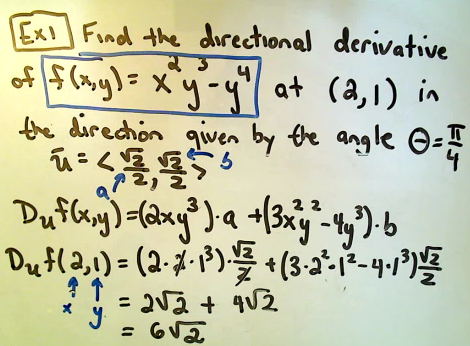 Ex1 Find the directional derivative
of f(x,y) = x²y³ - y⁴ at (2,1) in
the direction given by the angle θ = π/4
ū = < √2/2, √2/2 > b
a
Duf(x,y) = (2xy³)·a + (3x²y² - 4y³)·b
Duf(2,1) = (2·2·1³)·√2/2 + (3·2²·1² - 4·1³)√2/2
x y = 2√2 + 4√2
= 6√2